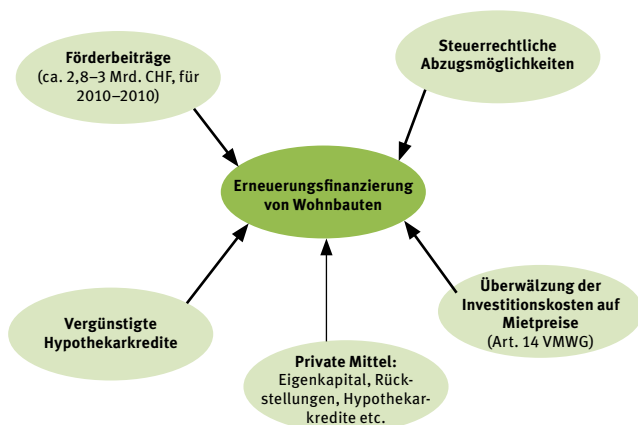 Förderbeiträge
(ca. 2,8–3 Mrd. CHF, für
2010–2010)
Steuerrechtliche
Abzugsmöglichkeiten
Erneuerungsfinanzierung
von Wohnbauten
Vergünstigte
Hypothekarkredite
Private Mittel:
Eigenkapital, Rück-
stellungen, Hypothekar-
kredite etc.
Überwälzung der
Investitionskosten auf
Mietpreise
(Art. 14 VMWG)